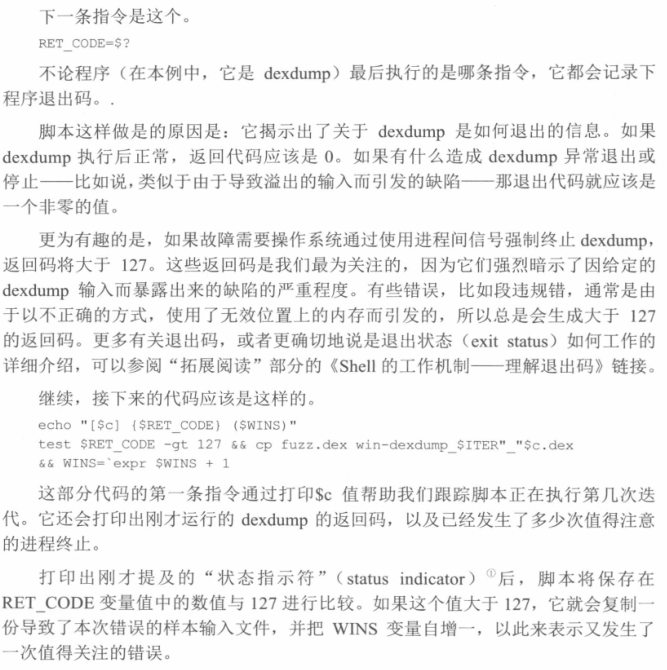 下一条指令是这个。
RET_CODE=$?
不论程序（在本例中，它是 dexdump）最后执行的是哪条指令，它都会记录下
程序退出码。.
脚本这样做是的原因是：它揭示出了关于 dexdump 是如何退出的信息。如果
dexdump 执行后正常，返回代码应该是 0。如果有什么造成 dexdump 异常退出或
停止——比如说，类似于由于导致溢出的输入而引发的缺陷——那退出代码就应该是
一个非零的值。
更为有趣的是，如果故障需要操作系统通过使用进程间信号强制终止 dexdump，
返回码将大于 127。这些返回码是我们最为关注的，因为它们强烈暗示了因给定的
dexdump 输入而暴露出来的缺陷的严重程度。有些错误，比如段违规错，通常是由
于以不正确的方式，使用了无效位置上的内存而引发的，所以总是会生成大于 127
的返回码。更多有关退出码，或者更确切地说是退出状态（exit status）如何工作的
详细介绍，可以参阅“拓展阅读”部分的《Shell 的工作机制——理解退出码》链接。
继续，接下来的代码应该是这样的。
echo "[$c] {$RET_CODE} ($WINS)"
test $RET_CODE -gt 127 && cp fuzz.dex win-dexdump_$ITER"_"$c.dex
&& WINS=`expr $WINS + 1
这部分代码的第一条指令通过打印$c 值帮助我们跟踪脚本正在执行第几次迭
代。它还会打印出刚才运行的 dexdump 的返回码，以及已经发生了多少次值得注意
的进程终止。
打印出刚才提及的“状态指示符”（status indicator）①后，脚本将保存在
RET_CODE 变量值中的数值与 127 进行比较。如果这个值大于 127，它就会复制一
份导致了本次错误的样本输入文件，并把 WINS 变量自增一，以此来表示又发生了
一次值得关注的错误。